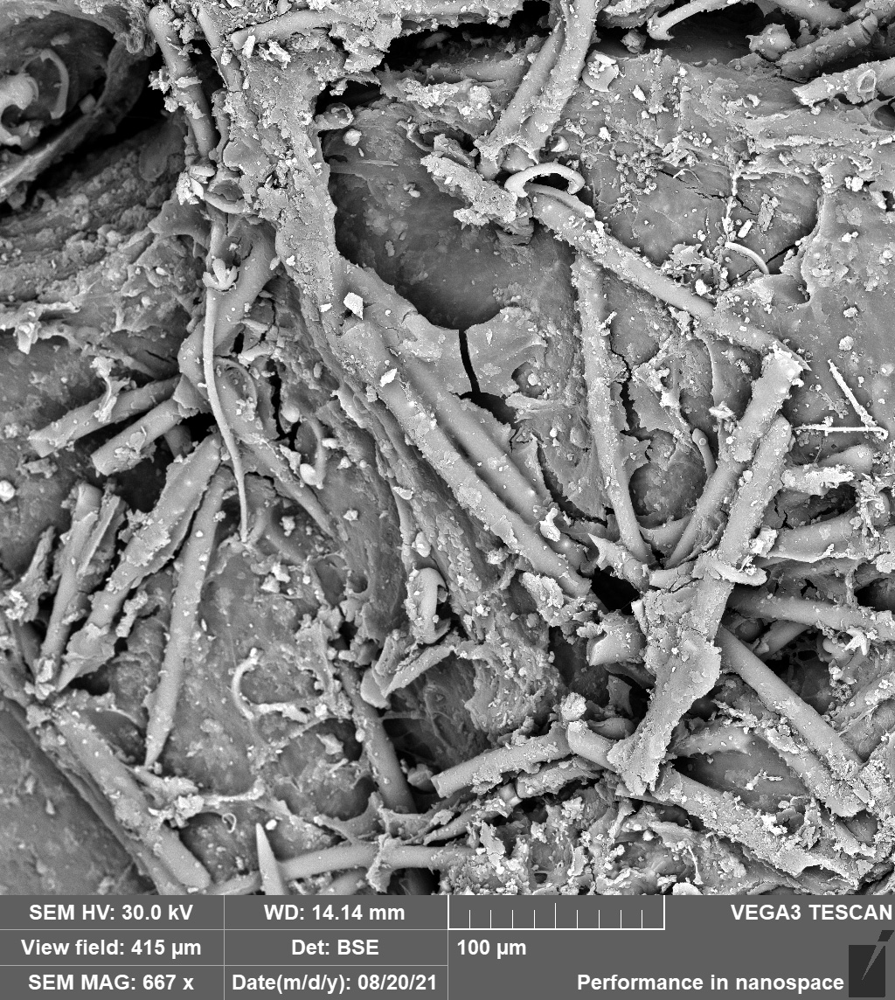 SEM HV: 30.0 kV
WD: 14.14 mm
VEGA3 TESCAN
View field: 415 µm
Det: BSE
100 µm
SEM MAG: 667 x
Date(m/d/y): 08/20/21
Performance in nanospace